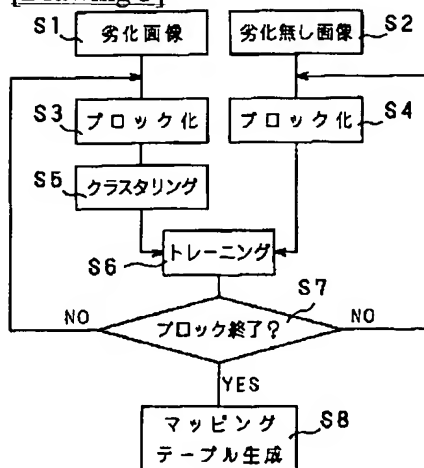 S1 劣化画像
劣化無し画像 S2
S3 ブロック化
ブロック化 S4
S5 クラスタリング
トレーニング
S6
S7
NO ブロック終了? NO
YES
マッピング
テーブル生成
S8